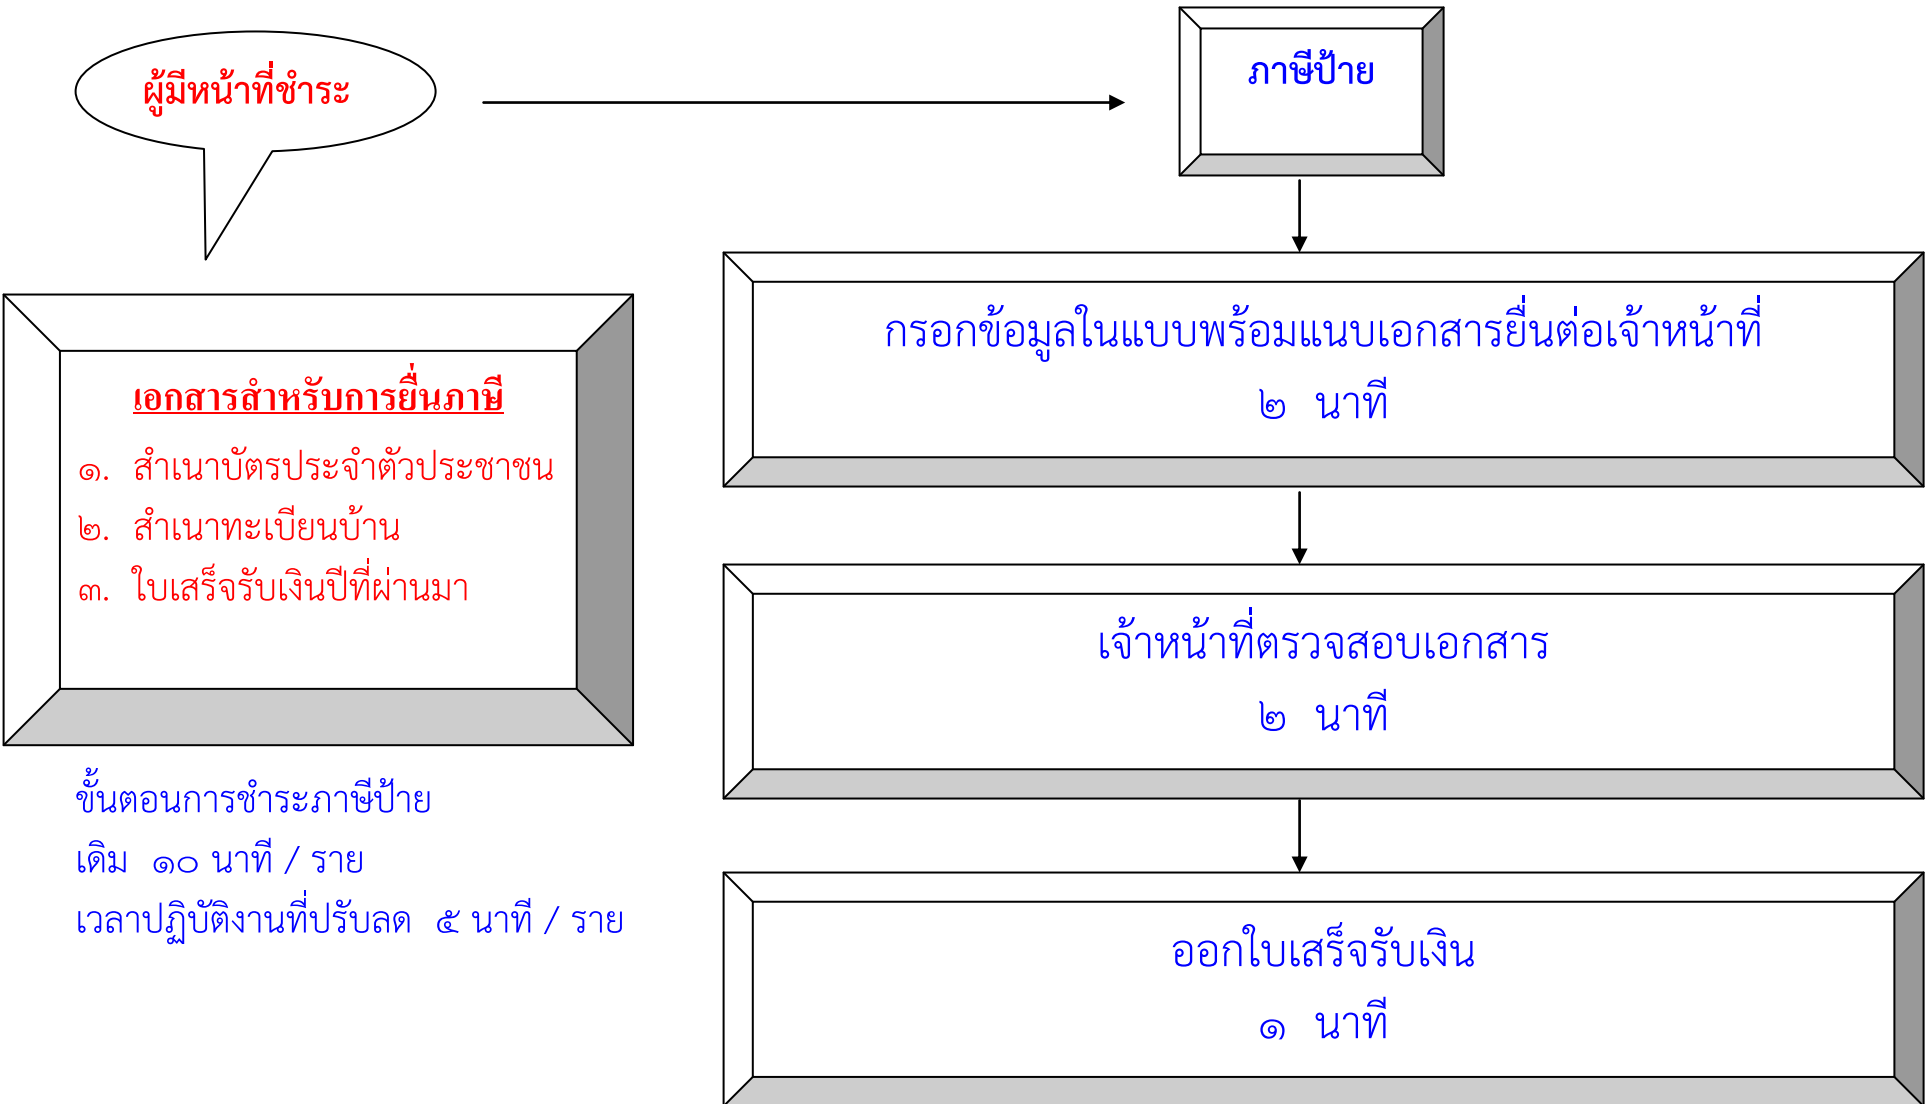 ผู้มีหน้าที่ชำระ
ภาษีป้าย
เอกสารสำหรับการยื่นภาษี
๑. สำเนาบัตรประจำตัวประชาชน
๒. สำเนาทะเบียนบ้าน
๓. ใบเสร็จรับเงินปีที่ผ่านมา
ขั้นตอนการชำระภาษีป้าย
เดิม ๑๐ นาที / ราย
เวลาปฏิบัติงานที่ปรับลด ๕ นาที / ราย
กรอกข้อมูลในแบบพร้อมแนบเอกสารยื่นต่อเจ้าหน้าที่
๒ นาที
เจ้าหน้าที่ตรวจสอบเอกสาร
๒ นาที
ออกใบเสร็จรับเงิน
๑ นาที